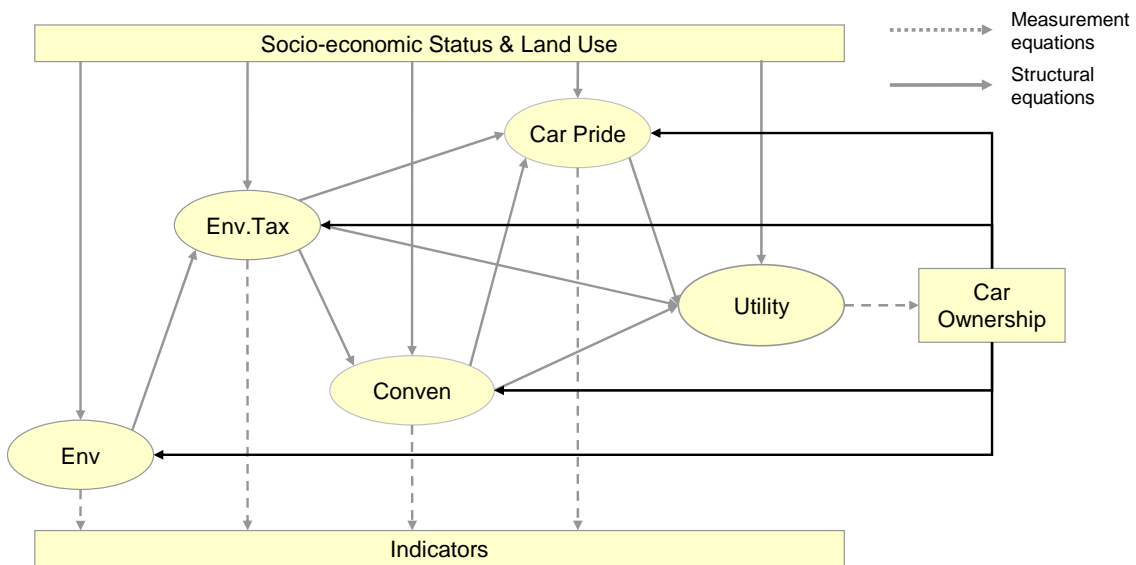 Socio-economic Status & Land Use
Measurement
equations
Structural
equations
Car Pride
Env.Tax
Utility
Car
Ownership
Conven
Env
Indicators